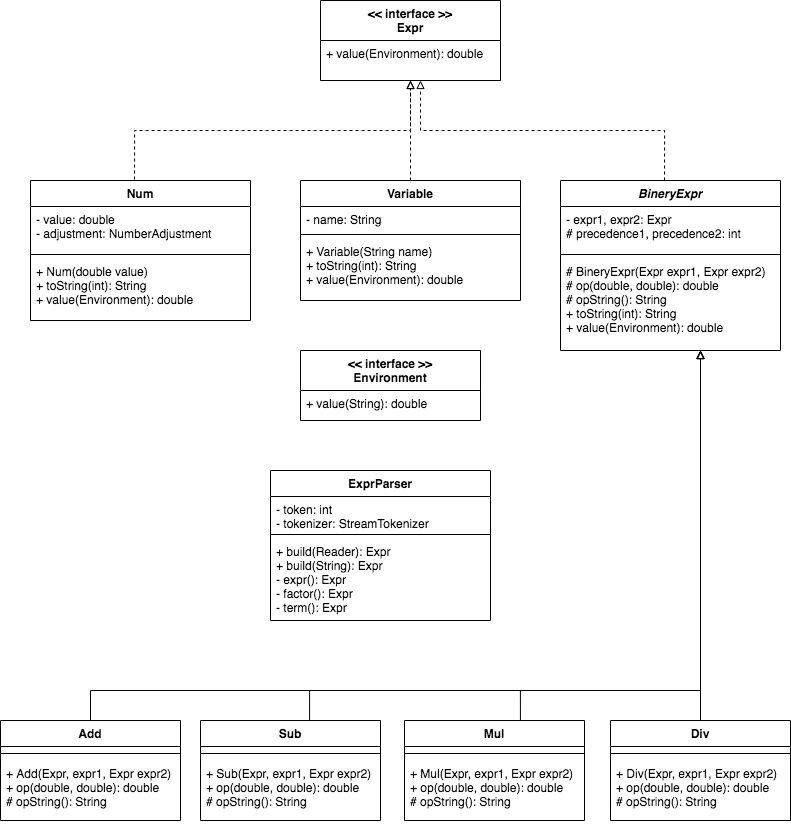 << interface >>
Expr
+ value(Environment): double
Num
- value: double
- adjustment: NumberAdjustment
+ Num(double value)
+ toString(int): String
+ value(Environment): double
Variable
- name: String
+ Variable(String name)
+ toString(int): String
+ value(Environment): double
BineryExpr
- expr1, expr2: Expr
# precedence1, precedence2: int
# BineryExpr(Expr expr1, Expr expr2)
# op(double, double): double
# opString(): String
+ toString(int): String
+ value(Environment): double
<< interface >>
Environment
+ value(String): double
ExprParser
- token: int
- tokenizer: StreamTokenizer
+ build(Reader): Expr
+ build(String): Expr
- expr(): Expr
- factor(): Expr
- term(): Expr
Add
+ Add(Expr, expr1, Expr expr2)
+ op(double, double): double
# opString(): String
Sub
+ Sub(Expr, expr1, Expr expr2)
+ op(double, double): double
# opString(): String
Mul
+ Mul(Expr, expr1, Expr expr2)
+ op(double, double): double
# opString(): String
Div
+ Div(Expr, expr1, Expr expr2)
+ op(double, double): double
# opString(): String